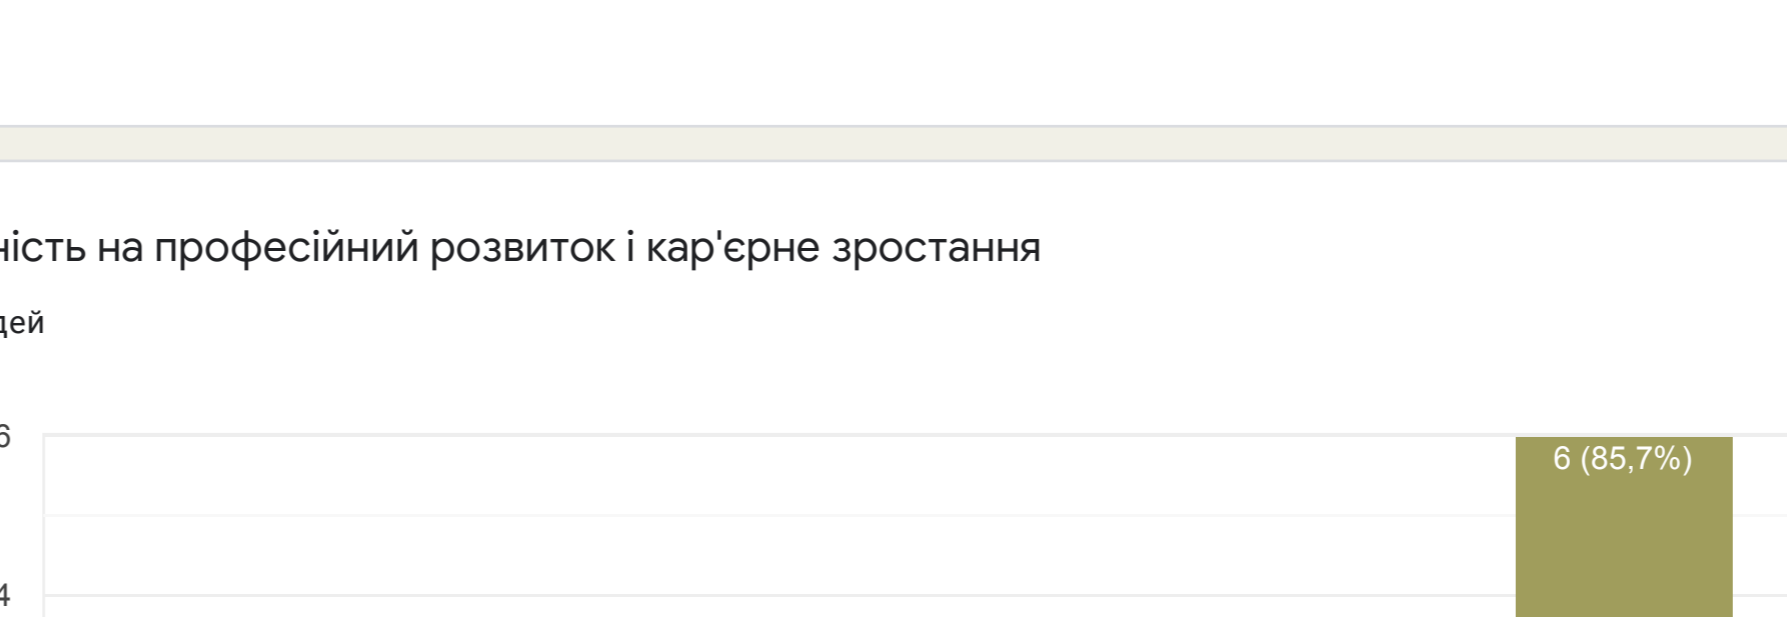 ність на професійний розвиток і кар'єрне зростання
дей
6
6 (85,7%)
4